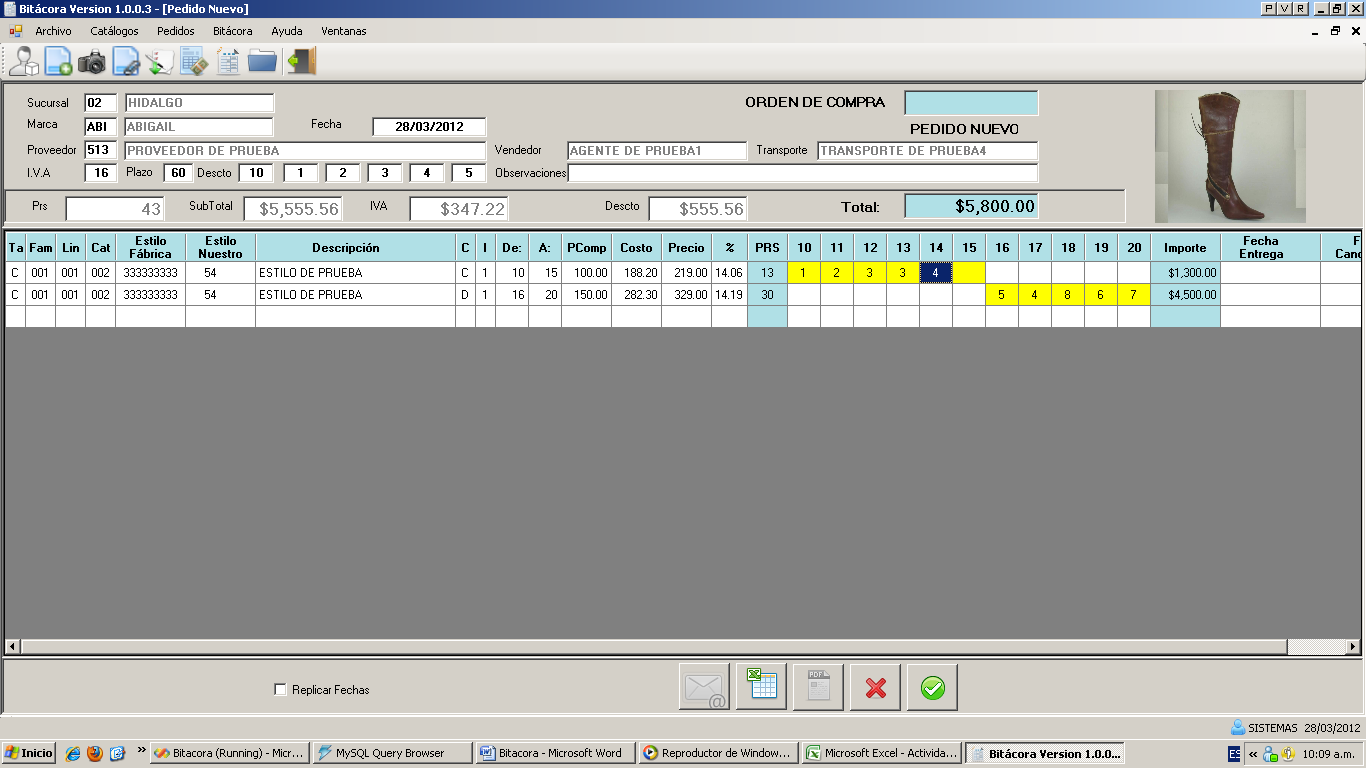 Bitácora Version 1.0.0.3 - [Pedido Nuevo] P V R
Archivo Catálogos Pedidos Bitácora Ayuda Ventanas
Sucursal 02 HIDALGO ORDEN DE COMPRA
Marca ABI ABIGAIL Fecha 28/03/2012 PEDIDO NUEVO
Proveedor 513 PROVEEDOR DE PRUEBA Vendedor AGENTE DE PRUEBA1 Transporte TRANSPORTE DE PRUEBA4
I.V.A 16 Plazo 60 Descto 10 1 2 3 4 5 Observaciones
Prs 43 SubTotal $5,555.56 IVA $347.22 Descto $555.56 Total: $5,800.00
Ta Fam Lin Cat Estilo Fábrica Estilo Nuestro Descripción C I De: A: PComp Costo Precio % PRS 10 11 12 13 14 15 16 17 18 19 20 Importe Fecha Entrega F Canc
C 001 001 002 333333333 54 ESTILO DE PRUEBA C 1 10 15 100.00 188.20 219.00 14.06 13 1 2 3 3 4 $1,300.00
C 001 001 002 333333333 54 ESTILO DE PRUEBA D 1 16 20 150.00 282.30 329.00 14.19 30 5 4 8 6 7 $4,500.00
Replicar Fechas @ PDF
SISTEMAS 28/03/2012
Inicio » Bitacora (Running) - Micr... MySQL Query Browser Bitacora - Microsoft Word Reproductor de Window... Microsoft Excel - Activida... Bitácora Version 1.0.0... ES « 10:09 a.m.